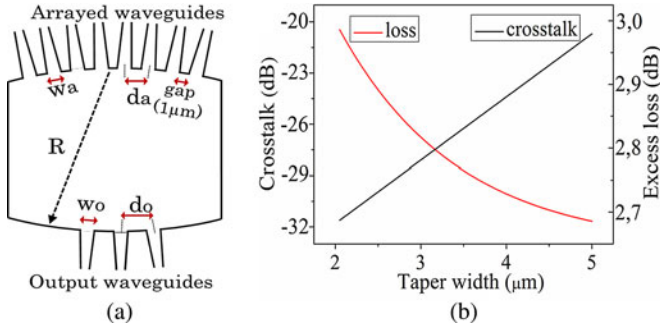 Arrayed waveguides
wa
da
gap
(1μm)
R
wo
do
Output waveguides
(a)
-20
-23
-26
-29
-32
Crosstalk (dB)
loss
crosstalk
3,0
2,9
2,8
2,7
Excess loss (dB)
2
3
4
5
Taper width (μm)
(b)